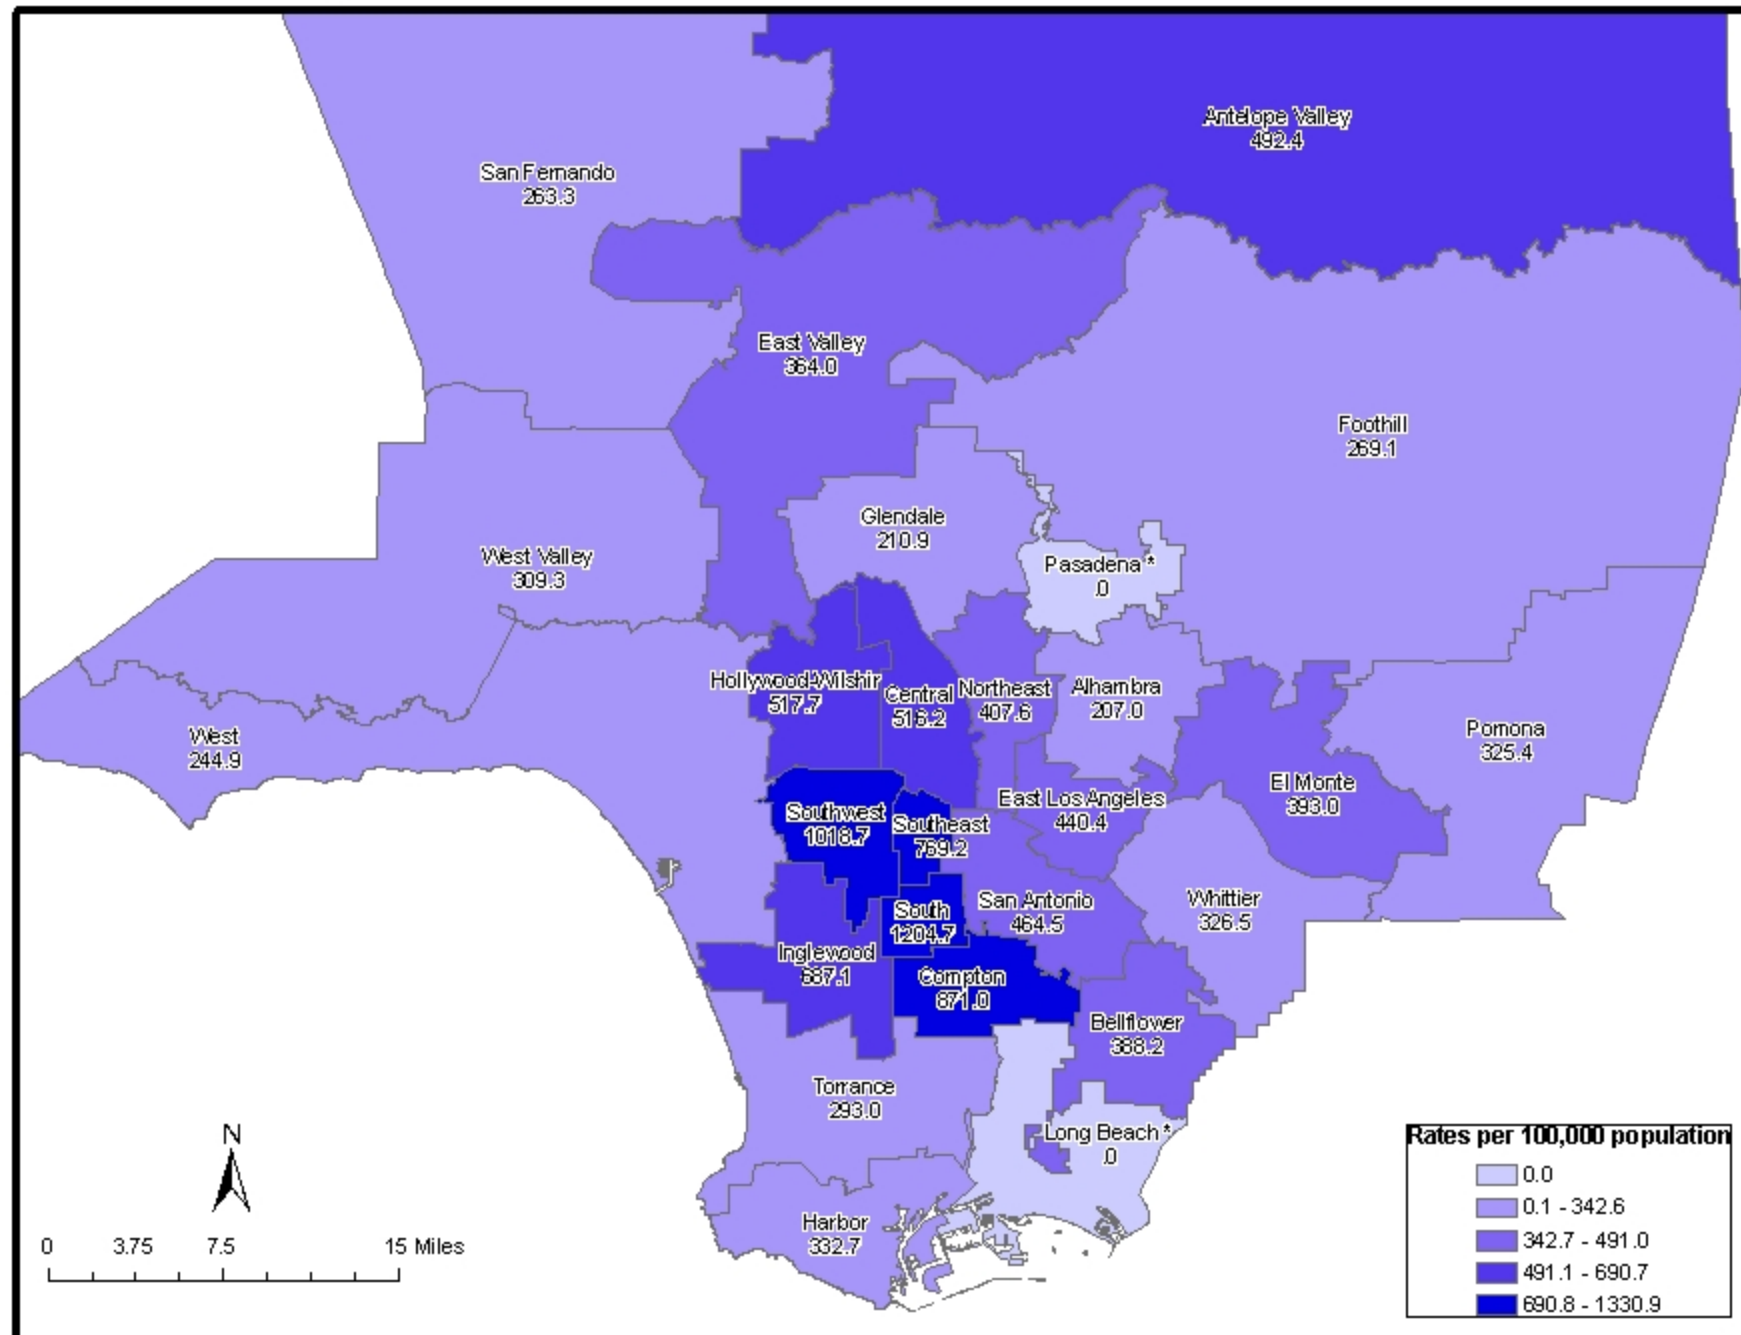 Antelope Valley
492.4
San Fernando
263.3
East Valley
364.0
Foothill
269.1
Glendale
210.9
West Valley
309.3
Pasadena *
.0
Hollywood-Wilshir
517.7
Central
516.2
Northeast
407.6
Alhambra
207.0
West
244.9
Pomona
325.4
El Monte
393.0
East Los Angeles
440.4
Southwest
1018.7
Southeast
769.2
San Antonio
464.5
Whittier
326.5
South
1204.7
Inglewood
687.1
Compton
871.0
Bellflower
388.2
Torrance
293.0
Long Beach *
.0
Harbor
332.7
N
0 3.75 7.5 15 Miles
Rates per 100,000 population
0.0
0.1 - 342.6
342.7 - 491.0
491.1 - 690.7
690.8 - 1330.9